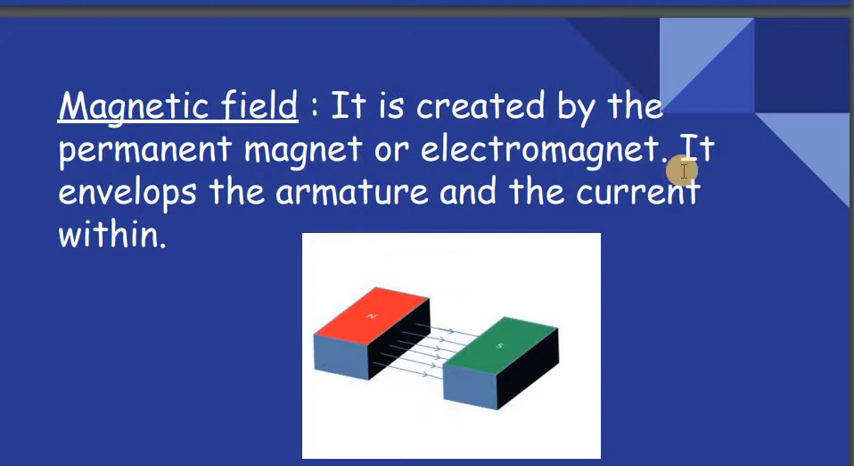 Magnetic field : It is created by the
permanent magnet or electromagnet. It
envelops the armature and the current
within.
N
S